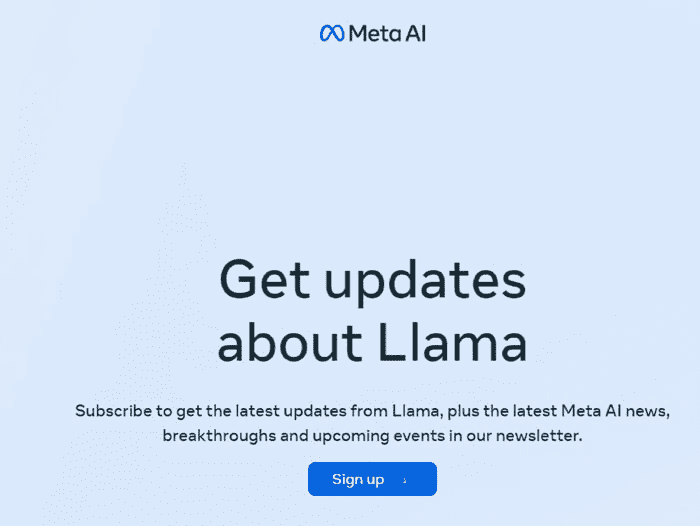 Meta AI
Get updates
about Llama
Subscribe to get the latest updates from Llama, plus the latest Meta AI news,
breakthroughs and upcoming events in our newsletter.
Sign up